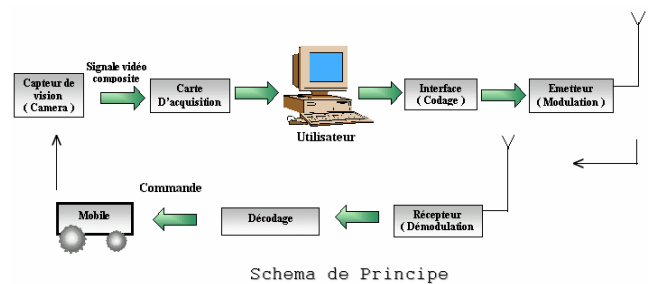 Signale vidéo
composite
Capteur de
vision
( Camera )
Carte
D'acquisition
Utilisateur
Interface
( Codage )
Emetteur
( Modulation )
Commande
Mobile
Décodage
Récepteur
( Démodulation
Schema de Principe